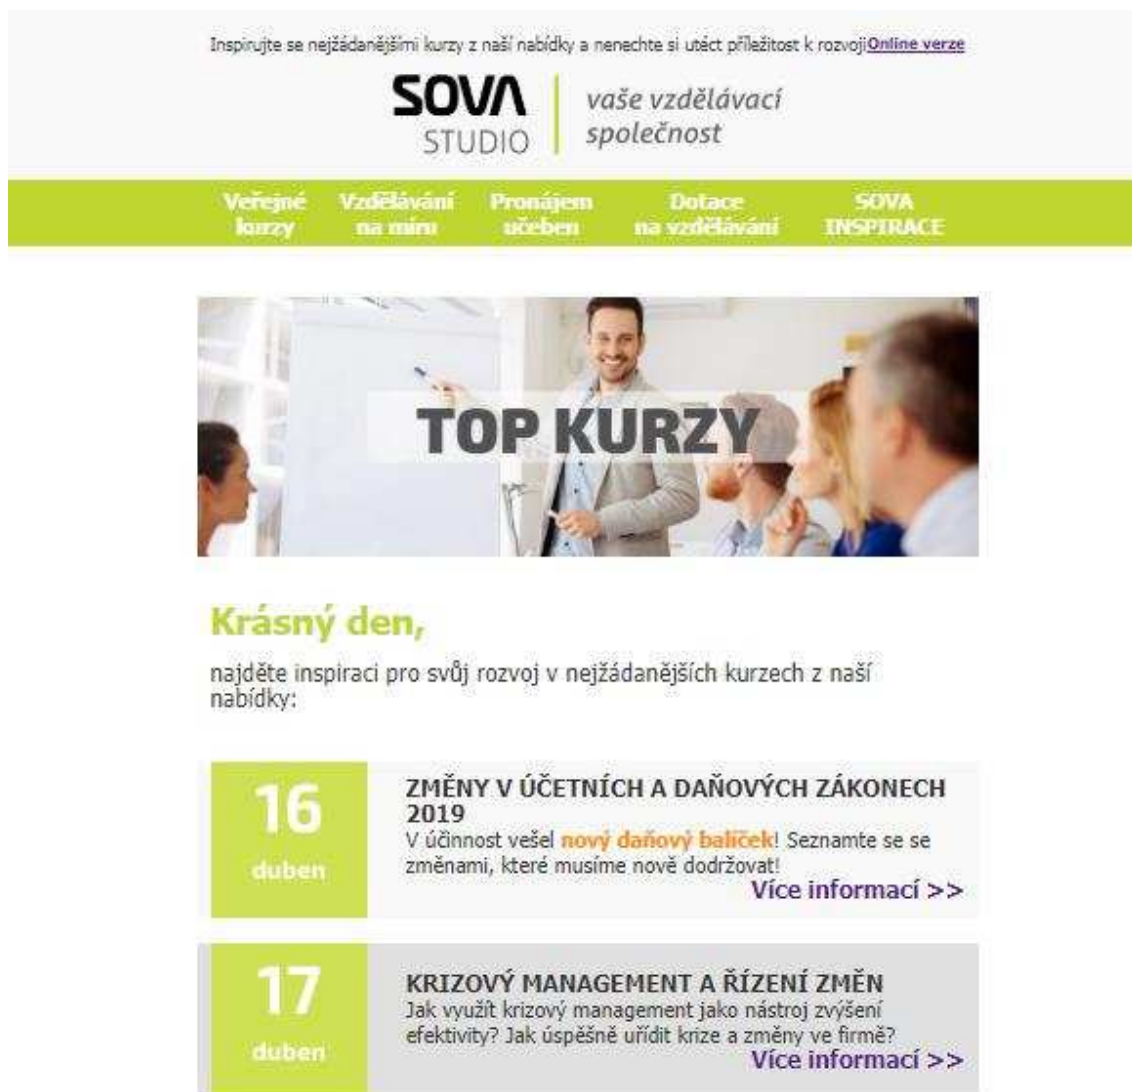 Inspirujte se nejžádanějšími kurzy z naší nabídky a nenechte si utéct příležitost k rozvojiOnline verze
SOVA
STUDIO
vaše vzdělávací
společnost
Veřejné kurzy
Vzdělávání na míru
Pronájem učeben
Dotace na vzdělávání
SOVA INSPIRACE
TOP KURZY
Krásný den,
najděte inspiraci pro svůj rozvoj v nejžádanějších kurzech z naší
nabídky:
16
duben
ZMĚNY V ÚČETNÍCH A DAŇOVÝCH ZÁKONECH
2019
V účinnost vešel nový daňový balíček! Seznamte se se
změnami, které musíme nově dodržovat!
Více informací >>
17
duben
KRIZOVÝ MANAGEMENT A ŘÍZENÍ ZMĚN
Jak využít krizový management jako nástroj zvýšení
efektivity? Jak úspěšně uřídit krize a změny ve firmě?
Více informací >>